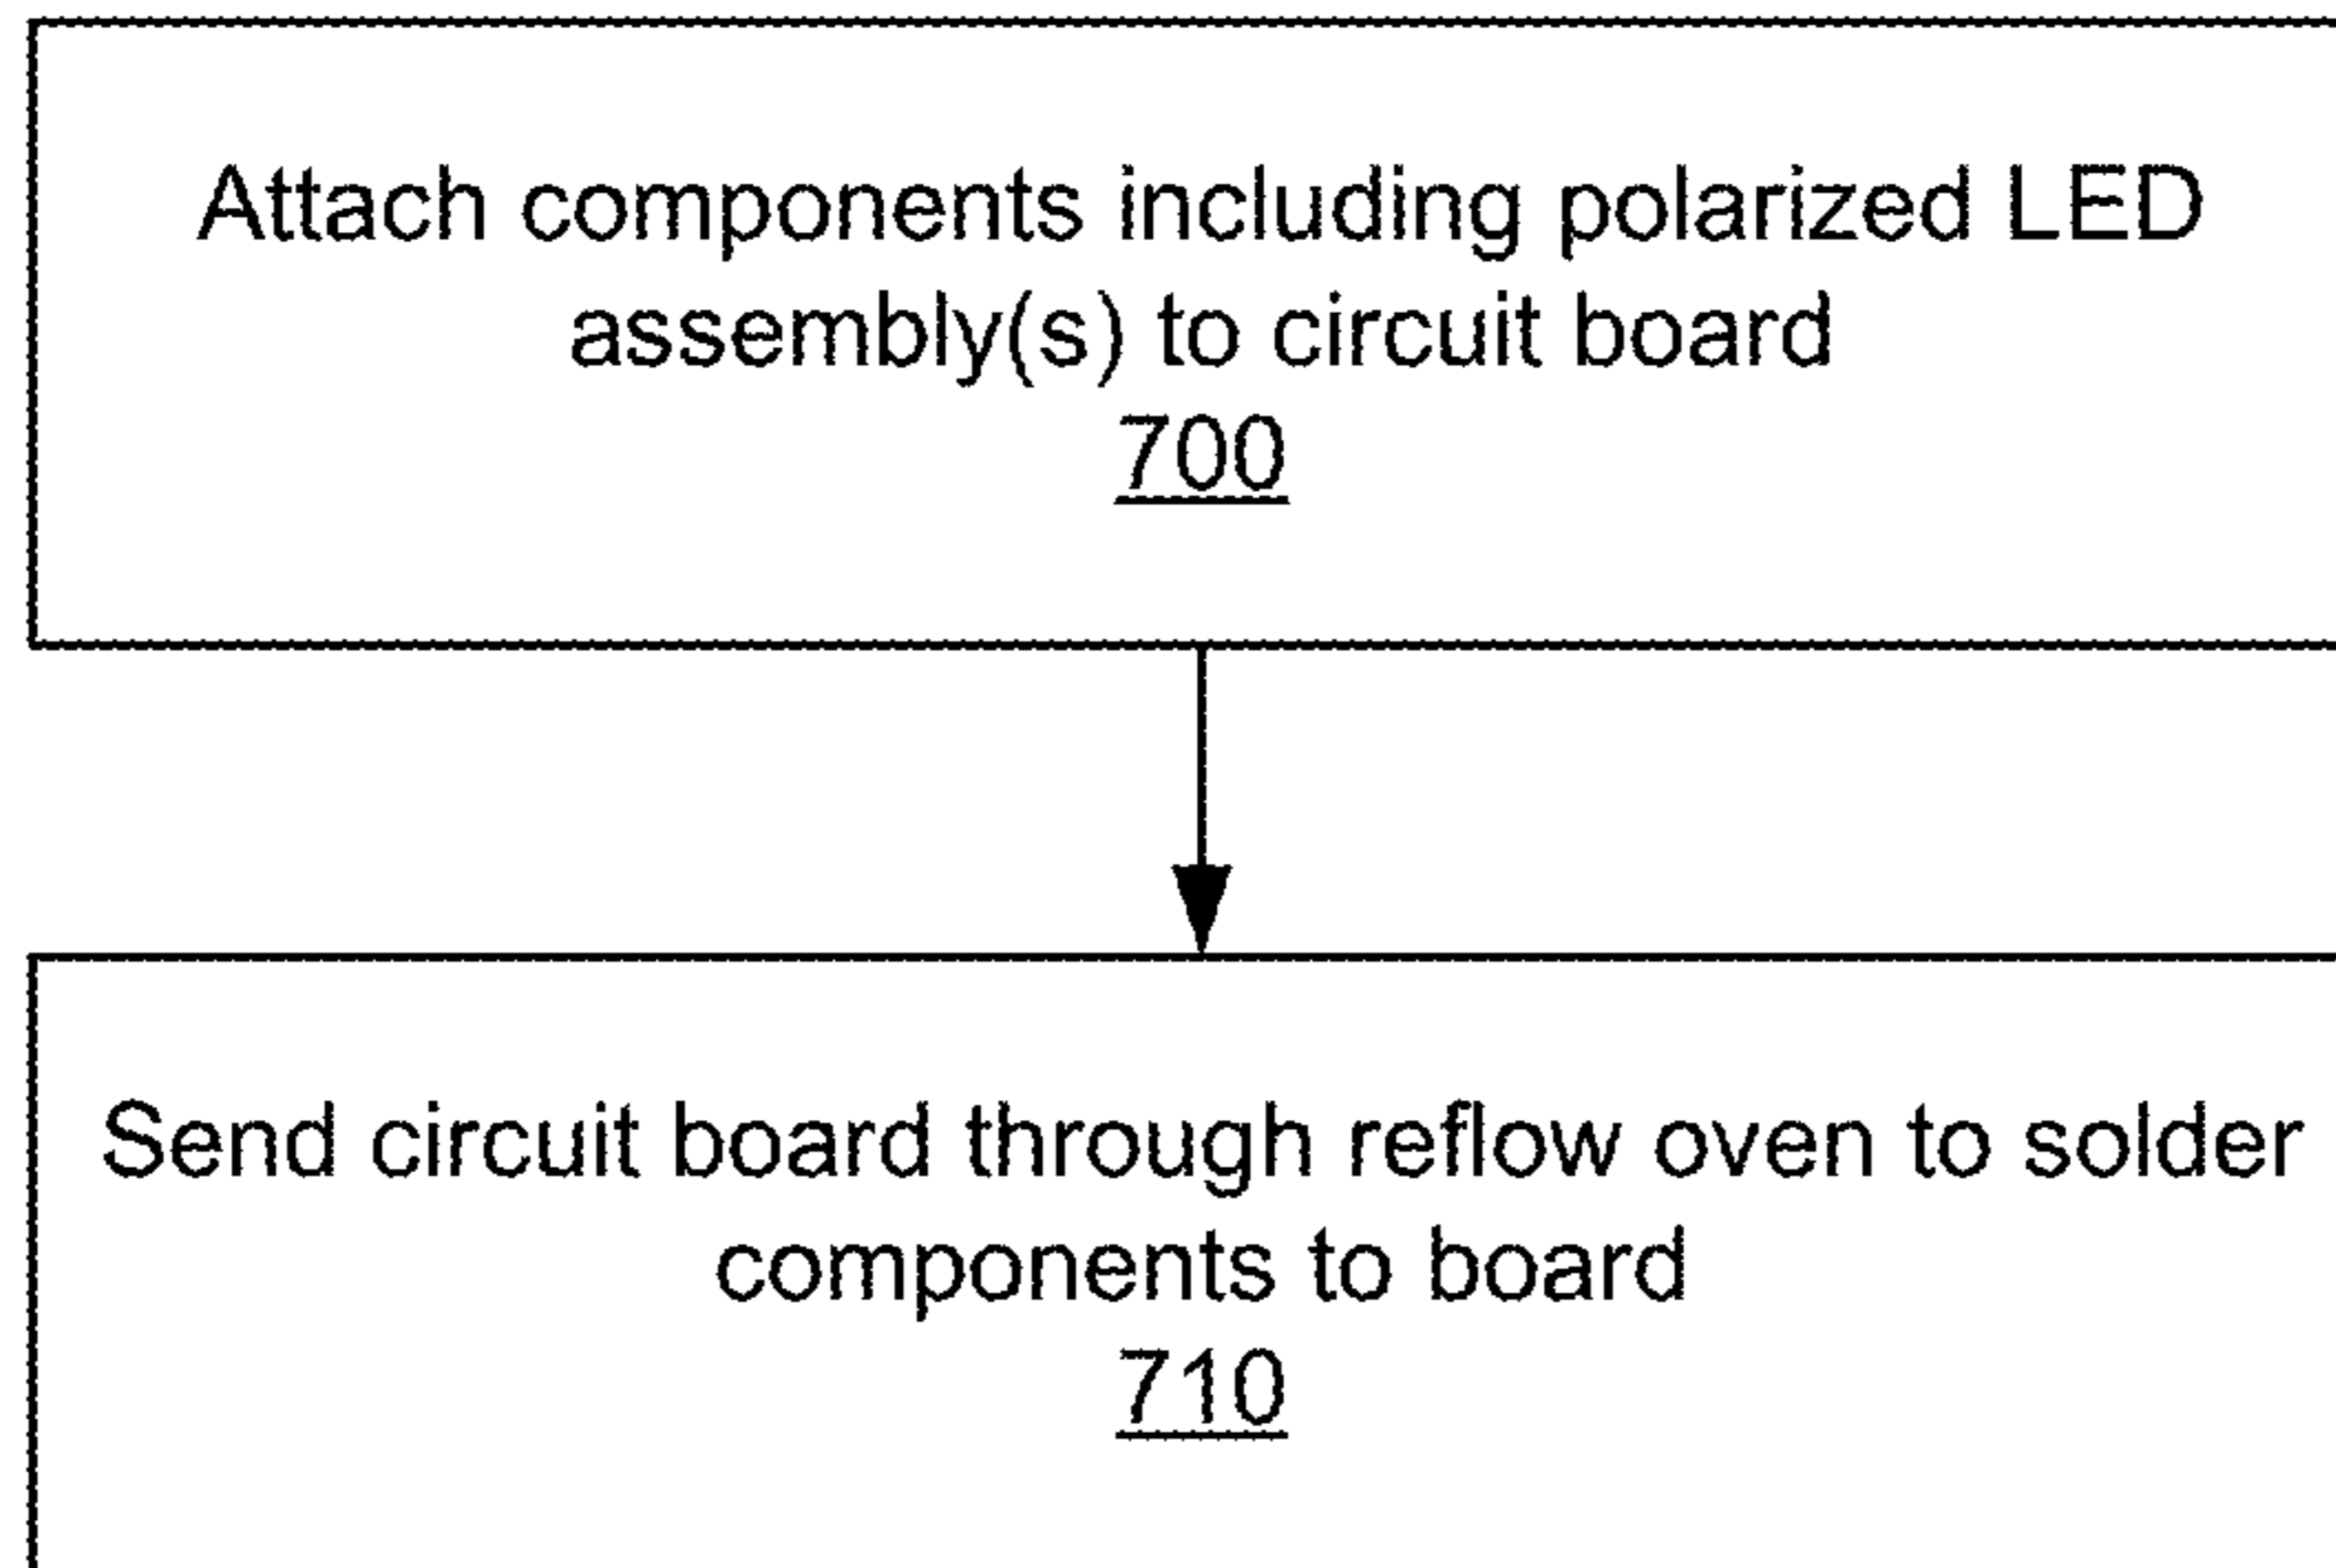 Attach components including polarized LED
assembly(s) to circuit board
700
Send circuit board through reflow oven to solder
components to board
710